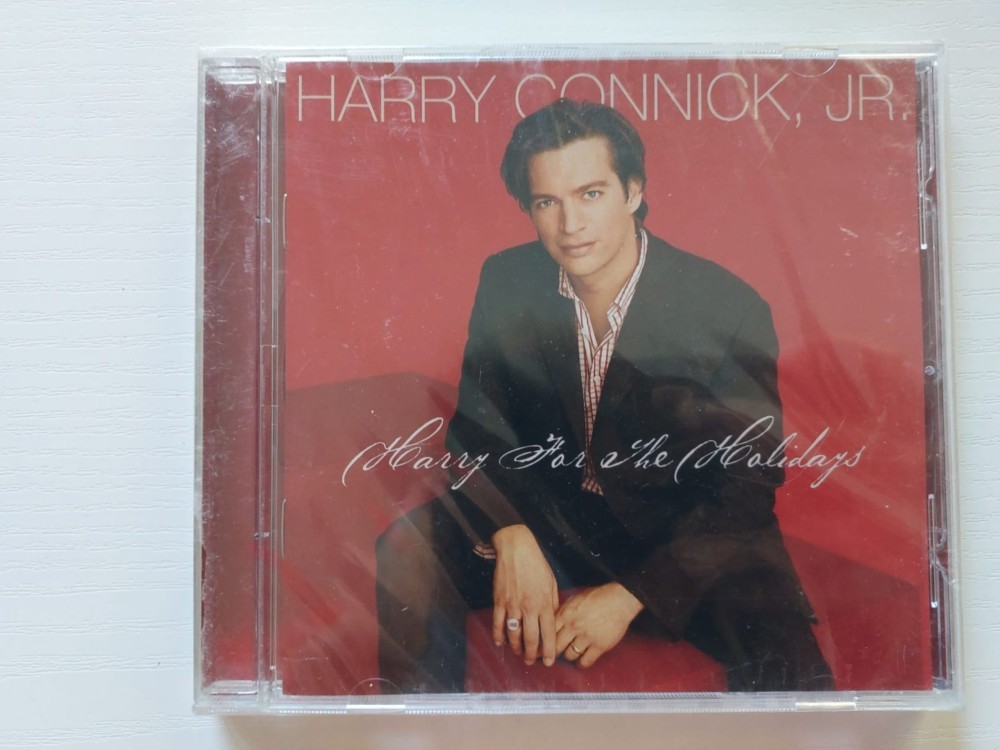 HARRY CONNICK, JR.
Harry For The Holidays